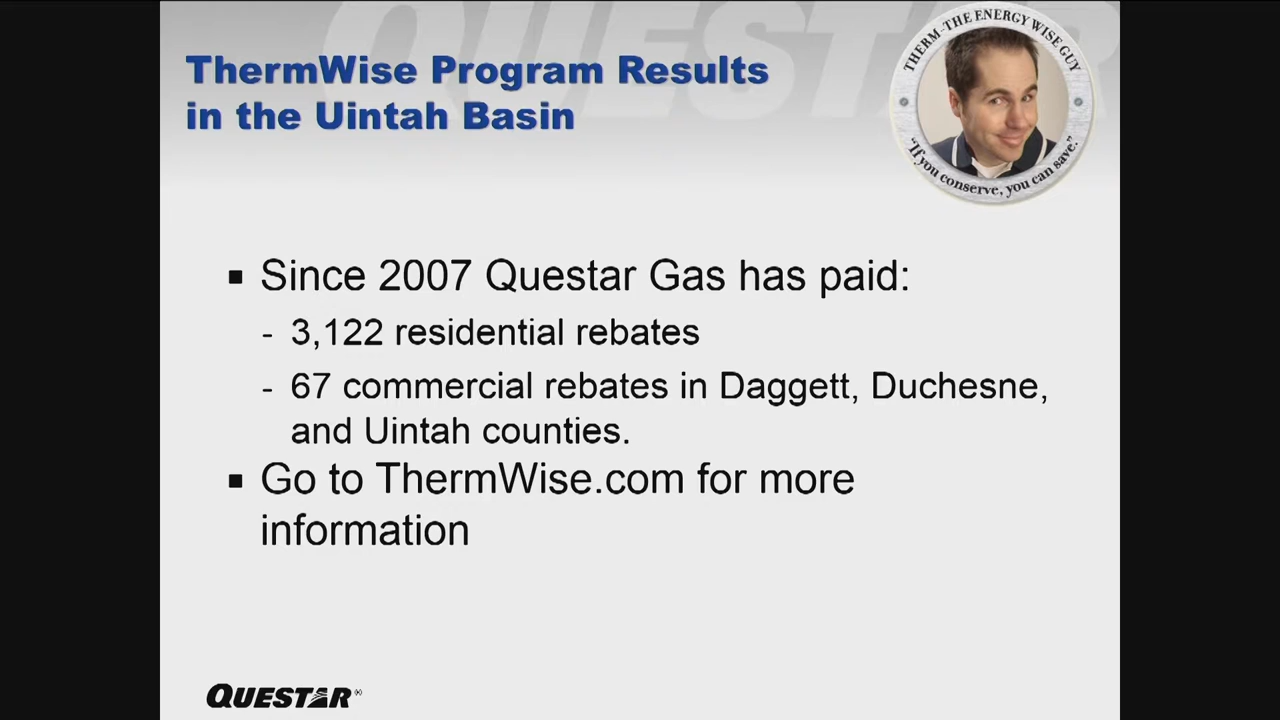 QUESTAR
ThermWise Program Results
in the Uintah Basin
THERM-THE ENERGY WISE GUY
"If you conserve, you can save."
▪ Since 2007 Questar Gas has paid:
- 3,122 residential rebates
- 67 commercial rebates in Daggett, Duchesne,
and Uintah counties.
▪ Go to ThermWise.com for more
information
QUESTAR